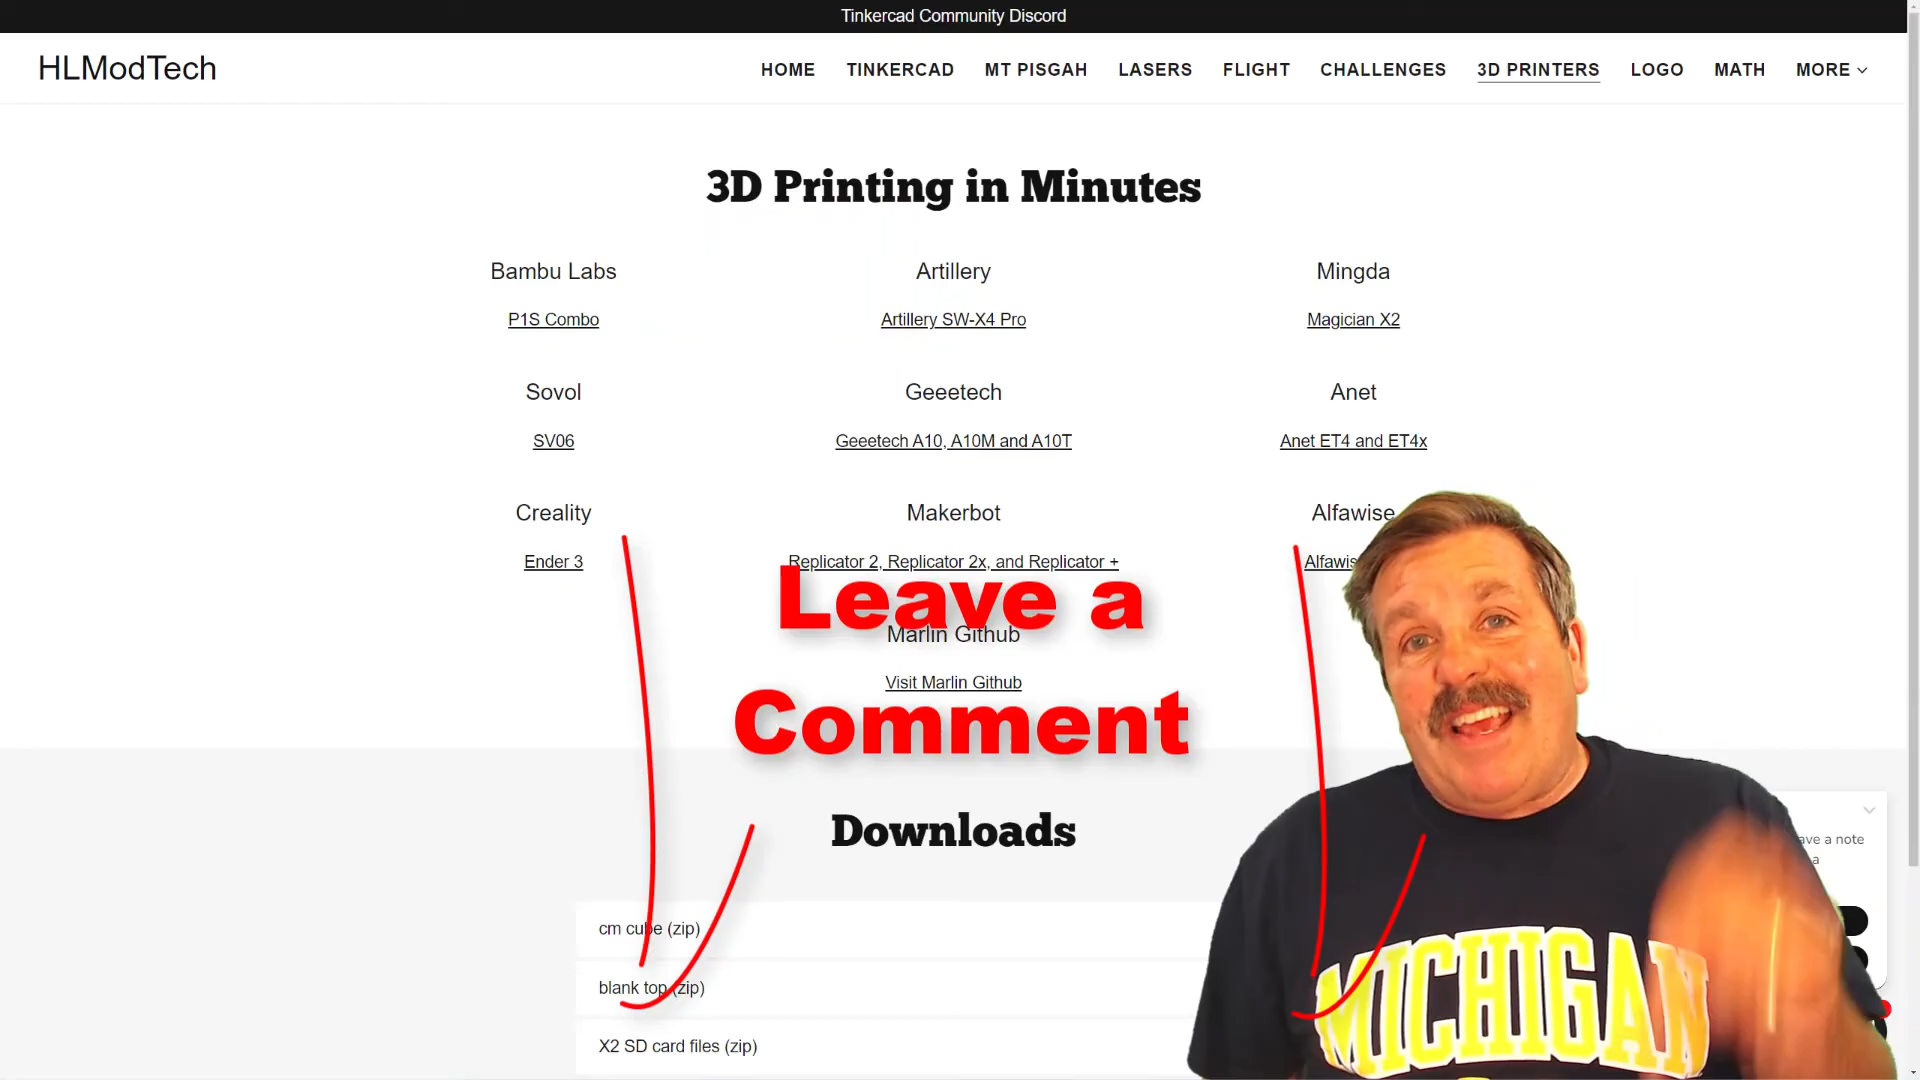 Tinkercad Community Discord
HLModTech
HOME TINKERCAD MT PISGAH LASERS FLIGHT CHALLENGES 3D PRINTERS LOGO MATH MORE
3D Printing in Minutes
Bambu Labs Artillery Mingda
P1S Combo Artillery SW-X4 Pro Magician X2
Sovol Geeetech Anet
SV06 Geeetech A10, A10M and A10T Anet ET4 and ET4x
Creality Makerbot Alfawise
Ender 3 Replicator 2, Replicator 2x, and Replicator +
Leave a
Marlin Github
Visit Marlin Github
Comment
Downloads
a note
a
cm cube (zip)
blank top (zip)
X2 SD card files (zip)
MICHIGAN